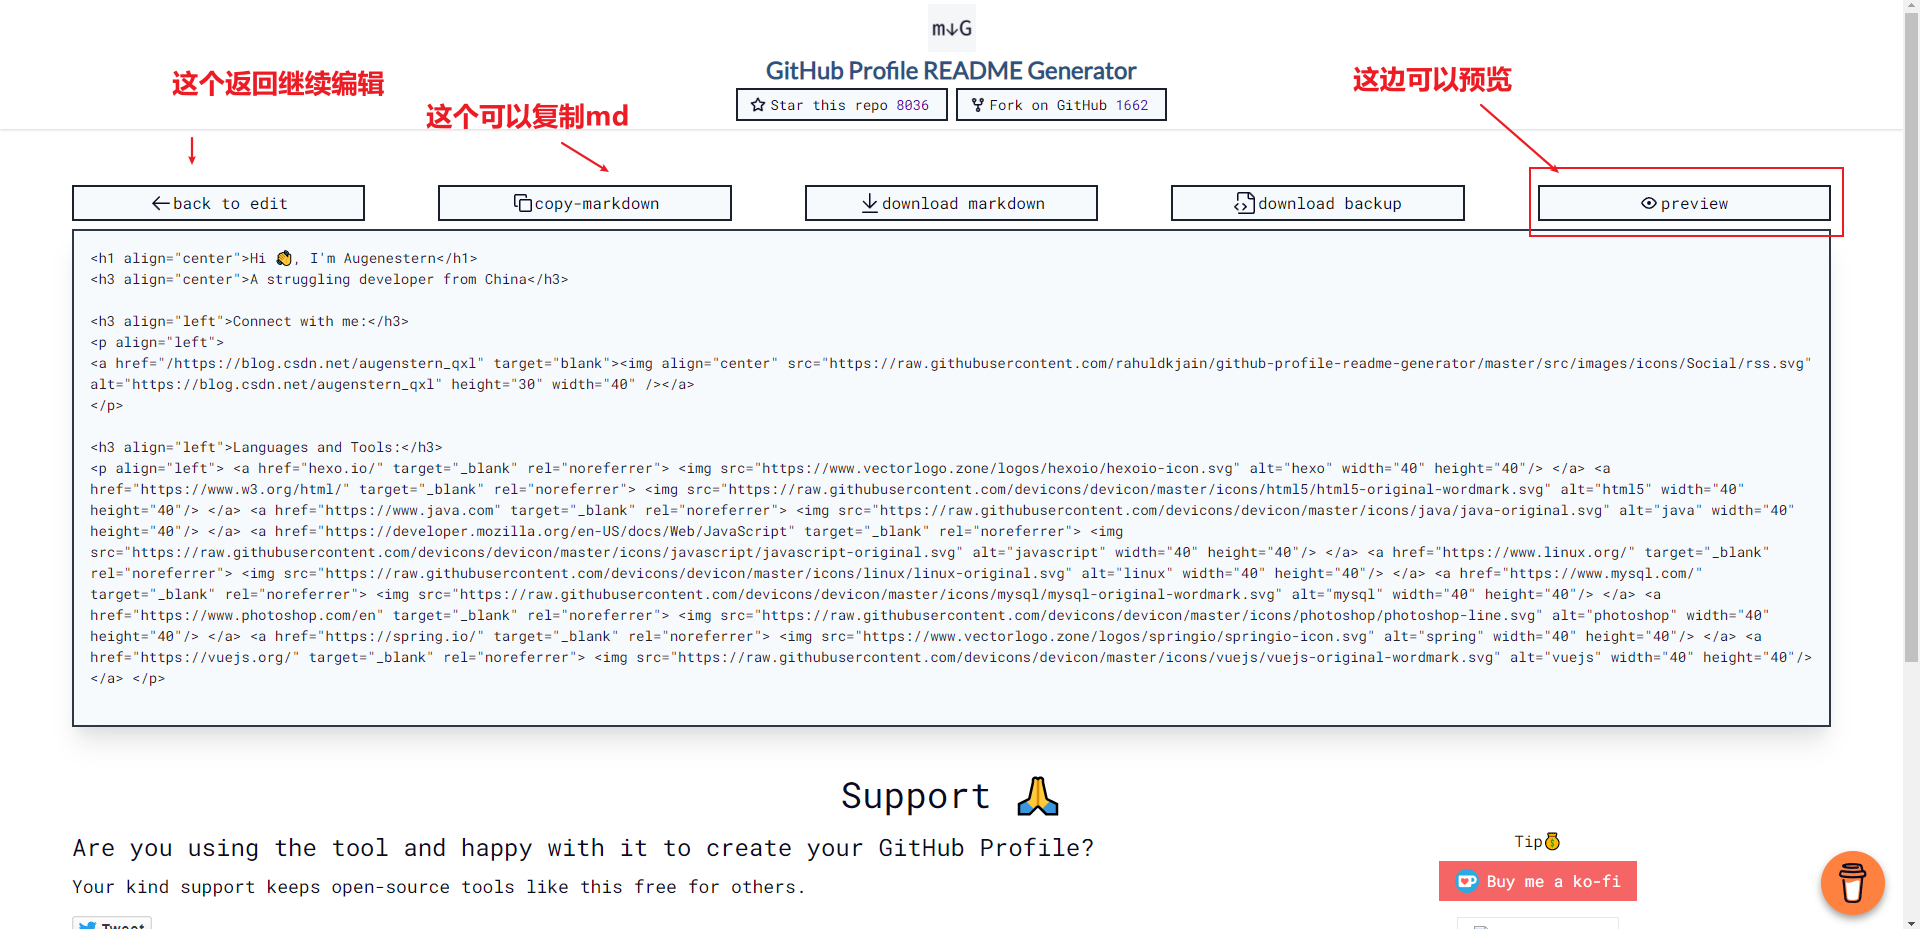 m↓G
GitHub Profile README Generator
Star this repo 8036
Fork on GitHub 1662
这个返回继续编辑
这个可以复制md
这边可以预览
back to edit
copy-markdown
download markdown
download backup
preview
<h1 align="center">Hi 👋, I'm Augenestern</h1>
<h3 align="center">A struggling developer from China</h3>
<h3 align="left">Connect with me:</h3>
<p align="left">
<a href="/https://blog.csdn.net/augenstern_qxl" target="blank"><img align="center" src="https://raw.githubusercontent.com/rahuldkjain/github-profile-readme-generator/master/src/images/icons/Social/rss.svg"
alt="https://blog.csdn.net/augenstern_qxl" height="30" width="40" /></a>
</p>
<h3 align="left">Languages and Tools:</h3>
<p align="left"> <a href="hexo.io/" target="_blank" rel="noreferrer"> <img src="https://www.vectorlogo.zone/logos/hexoio/hexoio-icon.svg" alt="hexo" width="40" height="40"/> </a> <a
href="https://www.w3.org/html/" target="_blank" rel="noreferrer"> <img src="https://raw.githubusercontent.com/devicons/devicon/master/icons/html5/html5-original-wordmark.svg" alt="html5" width="40"
height="40"/> </a> <a href="https://www.java.com" target="_blank" rel="noreferrer"> <img src="https://raw.githubusercontent.com/devicons/devicon/master/icons/java/java-original.svg" alt="java" width="40"
height="40"/> </a> <a href="https://developer.mozilla.org/en-US/docs/Web/JavaScript" target="_blank" rel="noreferrer"> <img
src="https://raw.githubusercontent.com/devicons/devicon/master/icons/javascript/javascript-original.svg" alt="javascript" width="40" height="40"/> </a> <a href="https://www.linux.org/" target="_blank"
rel="noreferrer"> <img src="https://raw.githubusercontent.com/devicons/devicon/master/icons/linux/linux-original.svg" alt="linux" width="40" height="40"/> </a> <a href="https://www.mysql.com/"
target="_blank" rel="noreferrer"> <img src="https://raw.githubusercontent.com/devicons/devicon/master/icons/mysql/mysql-original-wordmark.svg" alt="mysql" width="40" height="40"/> </a> <a
href="https://www.photoshop.com/en" target="_blank" rel="noreferrer"> <img src="https://raw.githubusercontent.com/devicons/devicon/master/icons/photoshop/photoshop-line.svg" alt="photoshop" width="40"
height="40"/> </a> <a href="https://spring.io/" target="_blank" rel="noreferrer"> <img src="https://www.vectorlogo.zone/logos/springio/springio-icon.svg" alt="spring" width="40" height="40"/> </a> <a
href="https://vuejs.org/" target="_blank" rel="noreferrer"> <img src="https://raw.githubusercontent.com/devicons/devicon/master/icons/vuejs/vuejs-original-wordmark.svg" alt="vuejs" width="40" height="40"/>
</a> </p>
Support 🙏
Are you using the tool and happy with it to create your GitHub Profile?
Your kind support keeps open-source tools like this free for others.
Tweet
Tip💰
Buy me a ko-fi